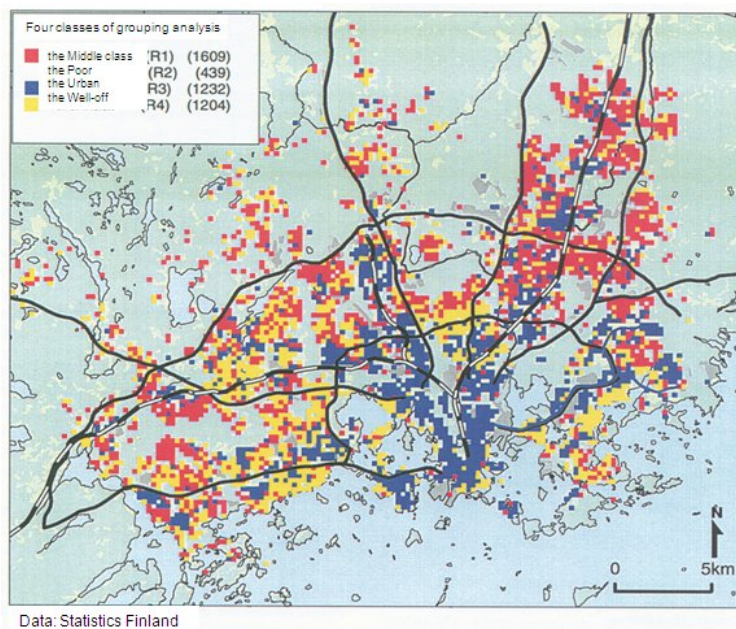 Four classes of grouping analysis
the Middle class (R1) (1609)
the Poor (R2) (439)
the Urban R3) (1232)
the Well-off R4) (1204)
N
0 5km
Data: Statistics Finland